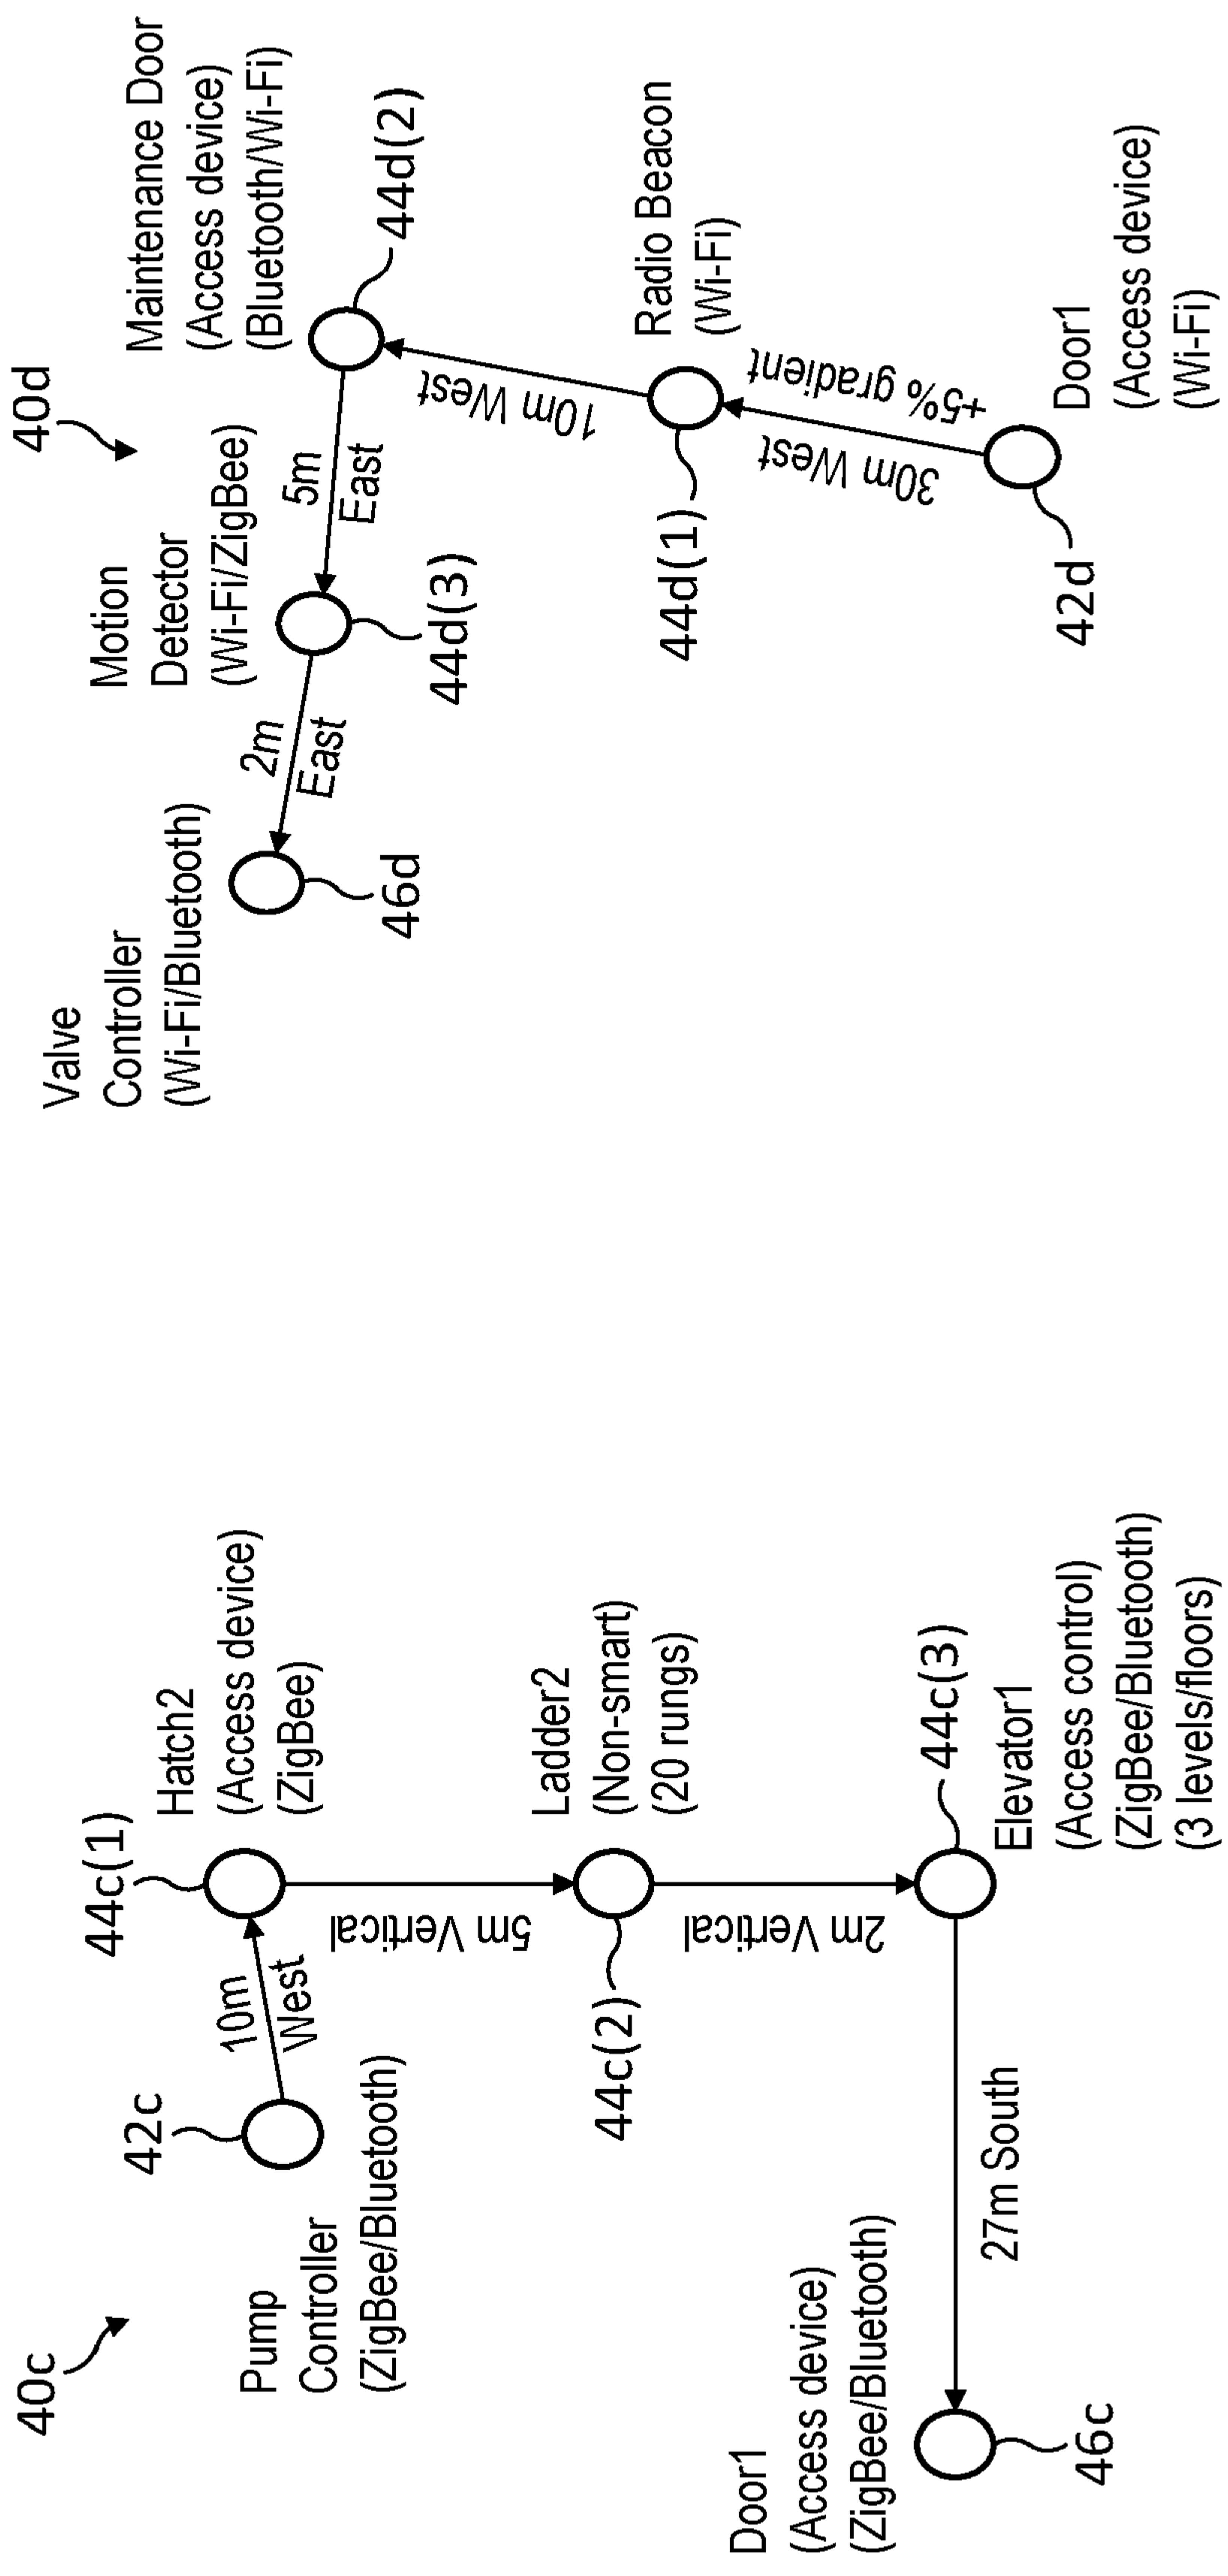 40c
42c
Pump
Controller
(ZigBee/Bluetooth)
10m
West
44c(1)
Hatch2
(Access device)
(ZigBee)
5m Vertical
44c(2)
Ladder2
(Non-smart)
(20 rungs)
2m Vertical
44c(3)
Elevator1
(Access control)
(ZigBee/Bluetooth)
(3 levels/floors)
27m South
Door1
(Access device)
(ZigBee/Bluetooth)
46c
40d
Valve
Controller
(Wi-Fi/Bluetooth)
46d
2m
East
Motion
Detector
(Wi-Fi/ZigBee)
44d(3)
5m
East
Maintenance Door
(Access device)
(Bluetooth/Wi-Fi)
44d(2)
10m West
Radio Beacon
(Wi-Fi)
44d(1)
30m West
+5% gradient
Door1
(Access device)
(Wi-Fi)
42d